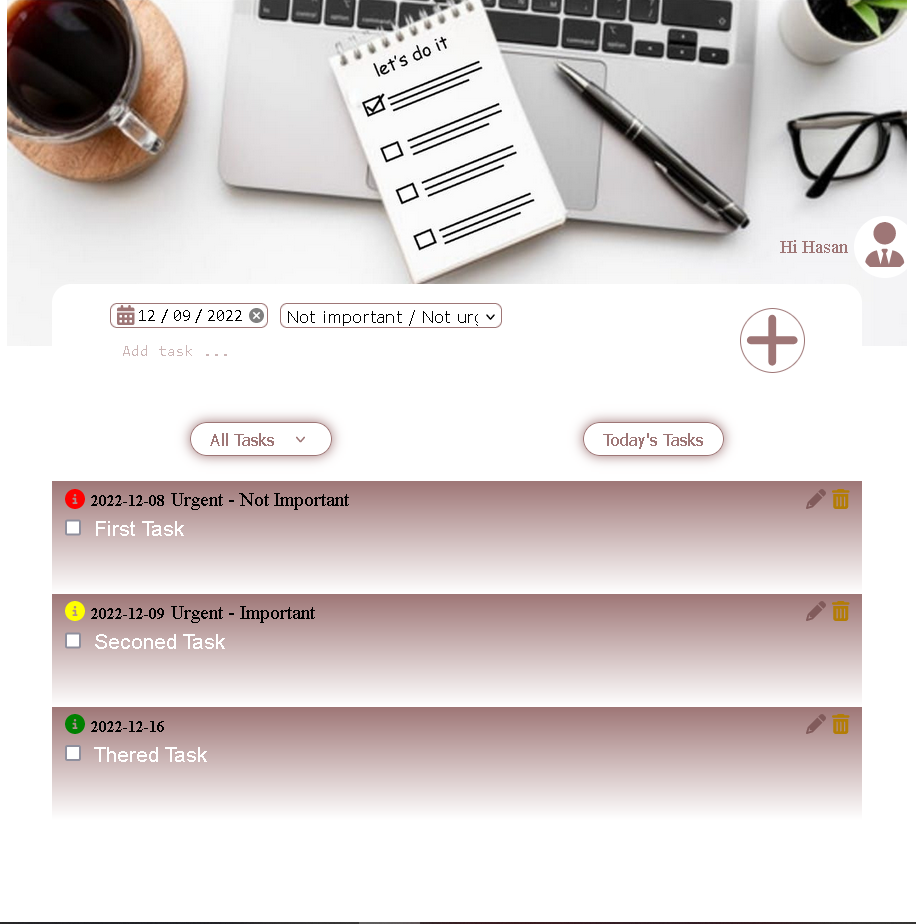 let's do it
Hi Hasan
12 / 09 / 2022 Not important / Not urg
Add task ...
All Tasks Today's Tasks
2022-12-08 Urgent - Not Important
First Task
2022-12-09 Urgent - Important
Seconed Task
2022-12-16
Thered Task